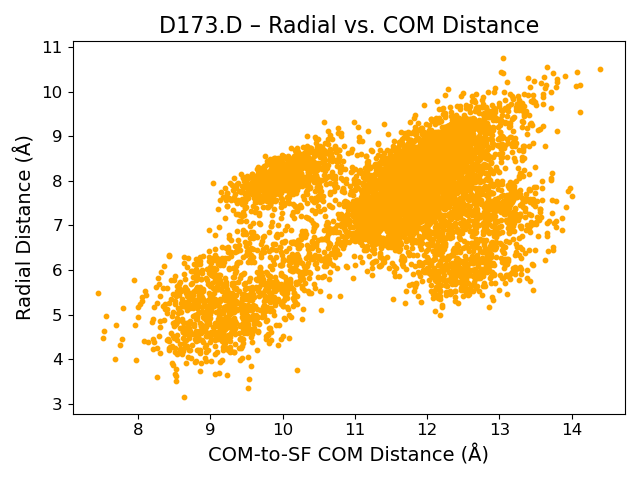 D173.D – Radial vs. COM Distance
11
10
9
8
7
6
5
4
3
Radial Distance (Å)
8 9 10 11 12 13 14
COM-to-SF COM Distance (Å)